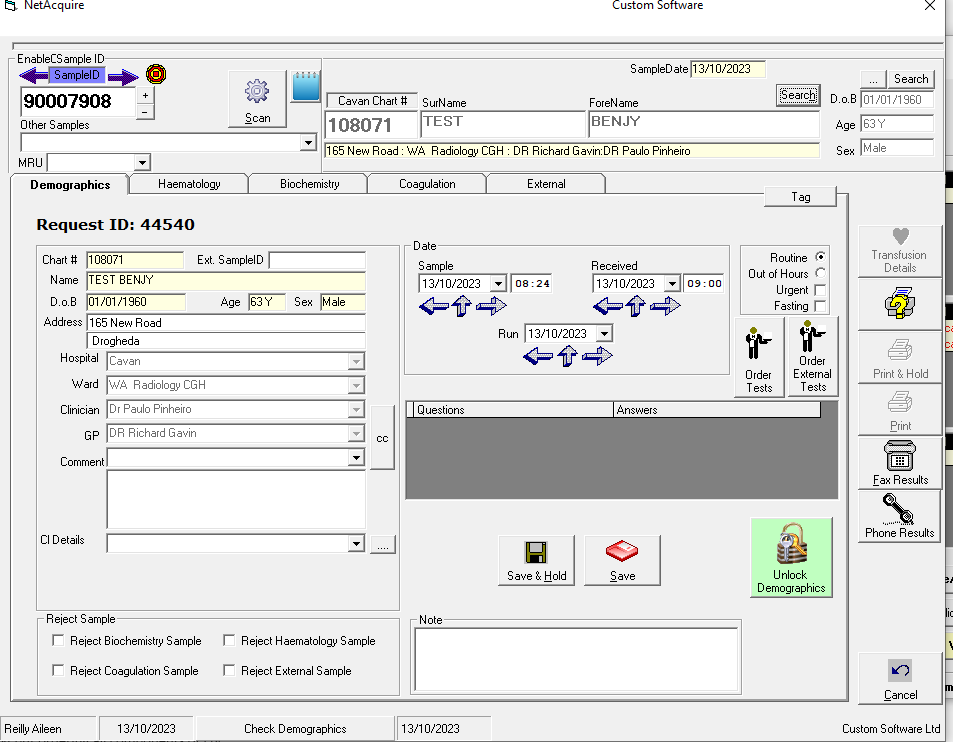 NetAcquire
Custom Software
EnableCSample ID
SampleID
90007908
+
-
Other Samples
MRU
Scan
SampleDate 13/10/2023
Cavan Chart # SurName ForeName
Search
108071 TEST BENJY
165 New Road : WA Radiology CGH : DR Richard Gavin:DR Paulo Pinheiro
... Search
D.o.B 01/01/1960
Age 63Y
Sex Male
Demographics Haematology Biochemistry Coagulation External
Tag
Request ID: 44540
Chart # 108071 Ext. SampleID
Name TEST BENJY
D.o.B 01/01/1960 Age 63Y Sex Male
Address 165 New Road
Drogheda
Hospital Cavan
Ward WA Radiology CGH
Clinician Dr Paulo Pinheiro
GP DR Richard Gavin
cc
Comment
Cl Details
....
Date
Sample Received
13/10/2023 08:24 13/10/2023 09:00
Run 13/10/2023
Routine
Out of Hours
Urgent
Fasting
Order Tests
Order External Tests
Questions Answers
Save & Hold Save
Unlock Demographics
Reject Sample
Reject Biochemistry Sample Reject Haematology Sample
Reject Coagulation Sample Reject External Sample
Note
Transfusion Details
Print & Hold
Print
Fax Results
Phone Results
Cancel
Reilly Aileen 13/10/2023 Check Demographics 13/10/2023 Custom Software Ltd